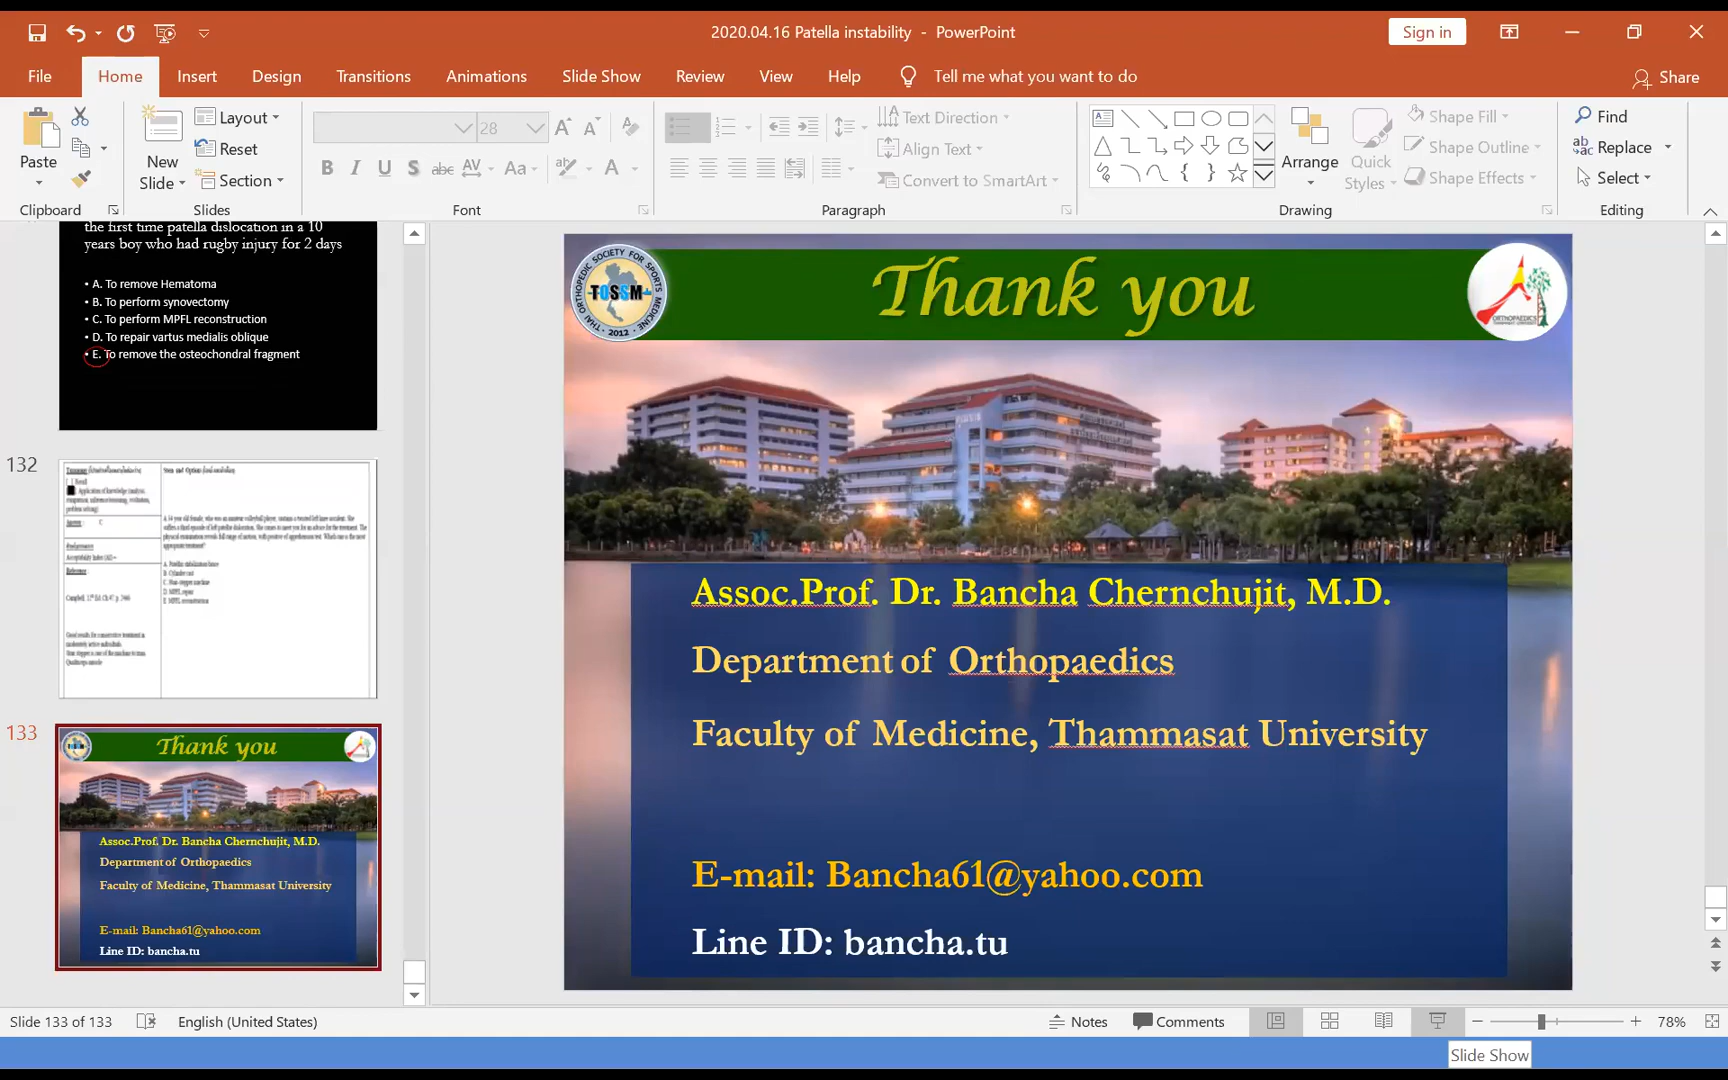 2020.04.16 Patella instability - PowerPoint
Sign in
File
Home
Insert
Design
Transitions
Animations
Slide Show
Review
View
Help
Tell me what you want to do
Share
Paste
Clipboard
New
Slide
Layout
Reset
Section
Slides
28
Font
Text Direction
Align Text
Convert to SmartArt
Paragraph
Arrange
Quick
Styles
Shape Fill
Shape Outline
Shape Effects
Drawing
Find
Replace
Select
Editing
the first time patella dislocation in a 10
years boy who had rugby injury for 2 days
• A. To remove Hematoma
• B. To perform synovectomy
• C. To perform MPFL reconstruction
• D. To repair vartus medialis oblique
• E. To remove the osteochondral fragment
132
133
Thank you
Assoc.Prof. Dr. Bancha Chernchujit, M.D.
Department of Orthopaedics
Faculty of Medicine, Thammasat University
E-mail: Bancha61@yahoo.com
Line ID: bancha.tu
THAI ORTHOPEDIC SOCIETY FOR SPORTS MEDICINE
TOSSM
2012
Thank you
ORTHOPAEDICS
Assoc.Prof. Dr. Bancha Chernchujit, M.D.
Department of Orthopaedics
Faculty of Medicine, Thammasat University
E-mail: Bancha61@yahoo.com
Line ID: bancha.tu
Slide 133 of 133
English (United States)
Notes
Comments
78%
Slide Show